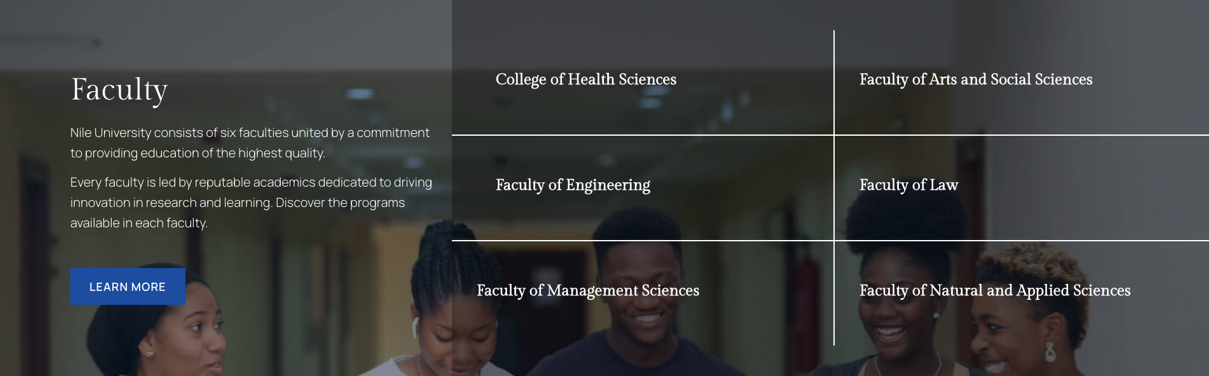 Faculty
Nile University consists of six faculties united by a commitment
to providing education of the highest quality.
Every faculty is led by reputable academics dedicated to driving
innovation in research and learning. Discover the programs
available in each faculty.
LEARN MORE
College of Health Sciences
Faculty of Arts and Social Sciences
Faculty of Engineering
Faculty of Law
Faculty of Management Sciences
Faculty of Natural and Applied Sciences